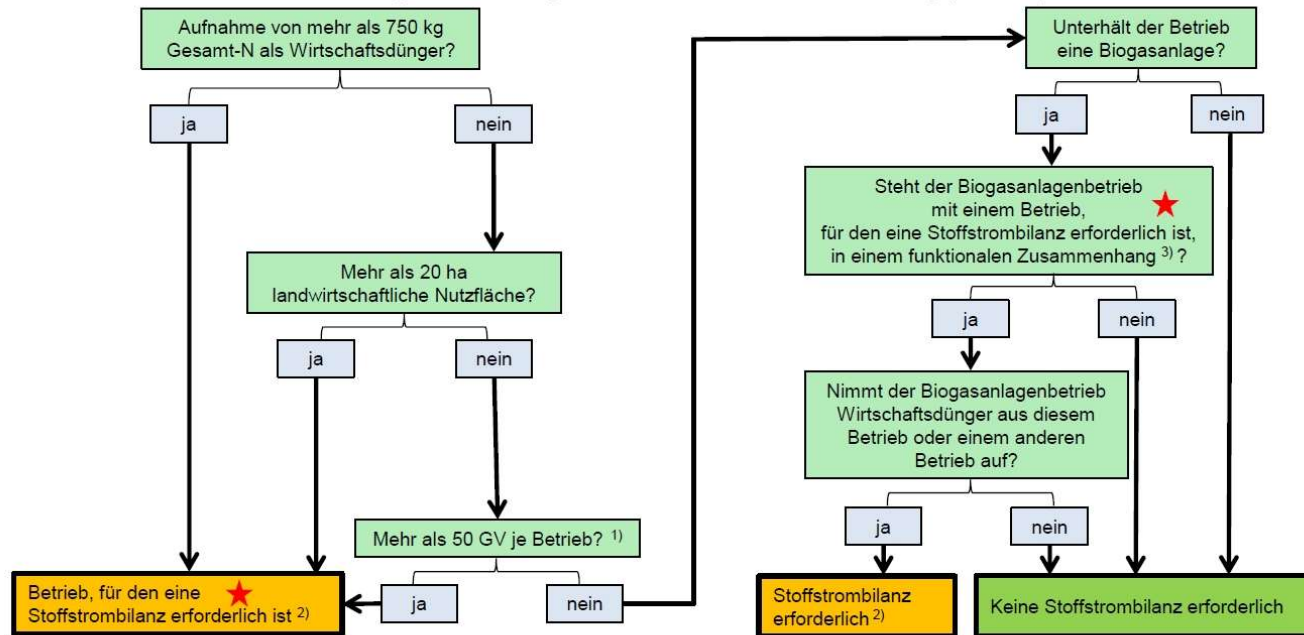 Aufnahme von mehr als 750 kg
Gesamt-N als Wirtschaftsdünger?
ja
nein
Mehr als 20 ha
landwirtschaftliche Nutzfläche?
ja
nein
Mehr als 50 GV je Betrieb? 1)
ja
nein
Betrieb, für den eine
Stoffstrombilanz erforderlich ist 2)
Unterhält der Betrieb
eine Biogasanlage?
ja
nein
Steht der Biogasanlagenbetrieb
mit einem Betrieb,
für den eine Stoffstrombilanz erforderlich ist,
in einem funktionalen Zusammenhang 3) ?
ja
nein
Nimmt der Biogasanlagenbetrieb
Wirtschaftsdünger aus diesem
Betrieb oder einem anderen
Betrieb auf?
ja
nein
Stoffstrombilanz
erforderlich 2)
Keine Stoffstrombilanz erforderlich